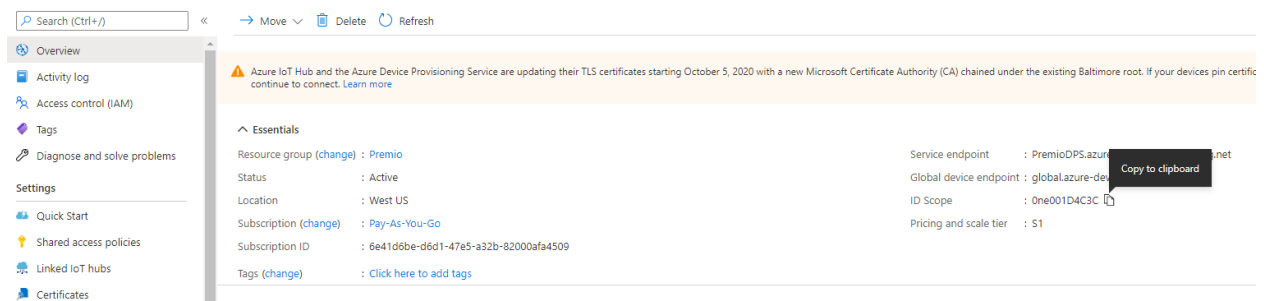 Search (Ctrl+/)
«
Move
Delete
Refresh
Overview
Activity log
Access control (IAM)
Tags
Diagnose and solve problems
Settings
Quick Start
Shared access policies
Linked IoT hubs
Certificates
Azure IoT Hub and the Azure Device Provisioning Service are updating their TLS certificates starting October 5, 2020 with a new Microsoft Certificate Authority (CA) chained under the existing Baltimore root. If your devices pin certific
continue to connect. Learn more
Essentials
Resource group (change) : Premio
Status : Active
Location : West US
Subscription (change) : Pay-As-You-Go
Subscription ID : 6e41d6be-d6d1-47e5-a32b-82000afa4509
Tags (change) : Click here to add tags
Service endpoint : PremioDPS.azure
.net
Global device endpoint : global.azure-dev
ID Scope : 0ne001D4C3C
Pricing and scale tier : S1
Copy to clipboard